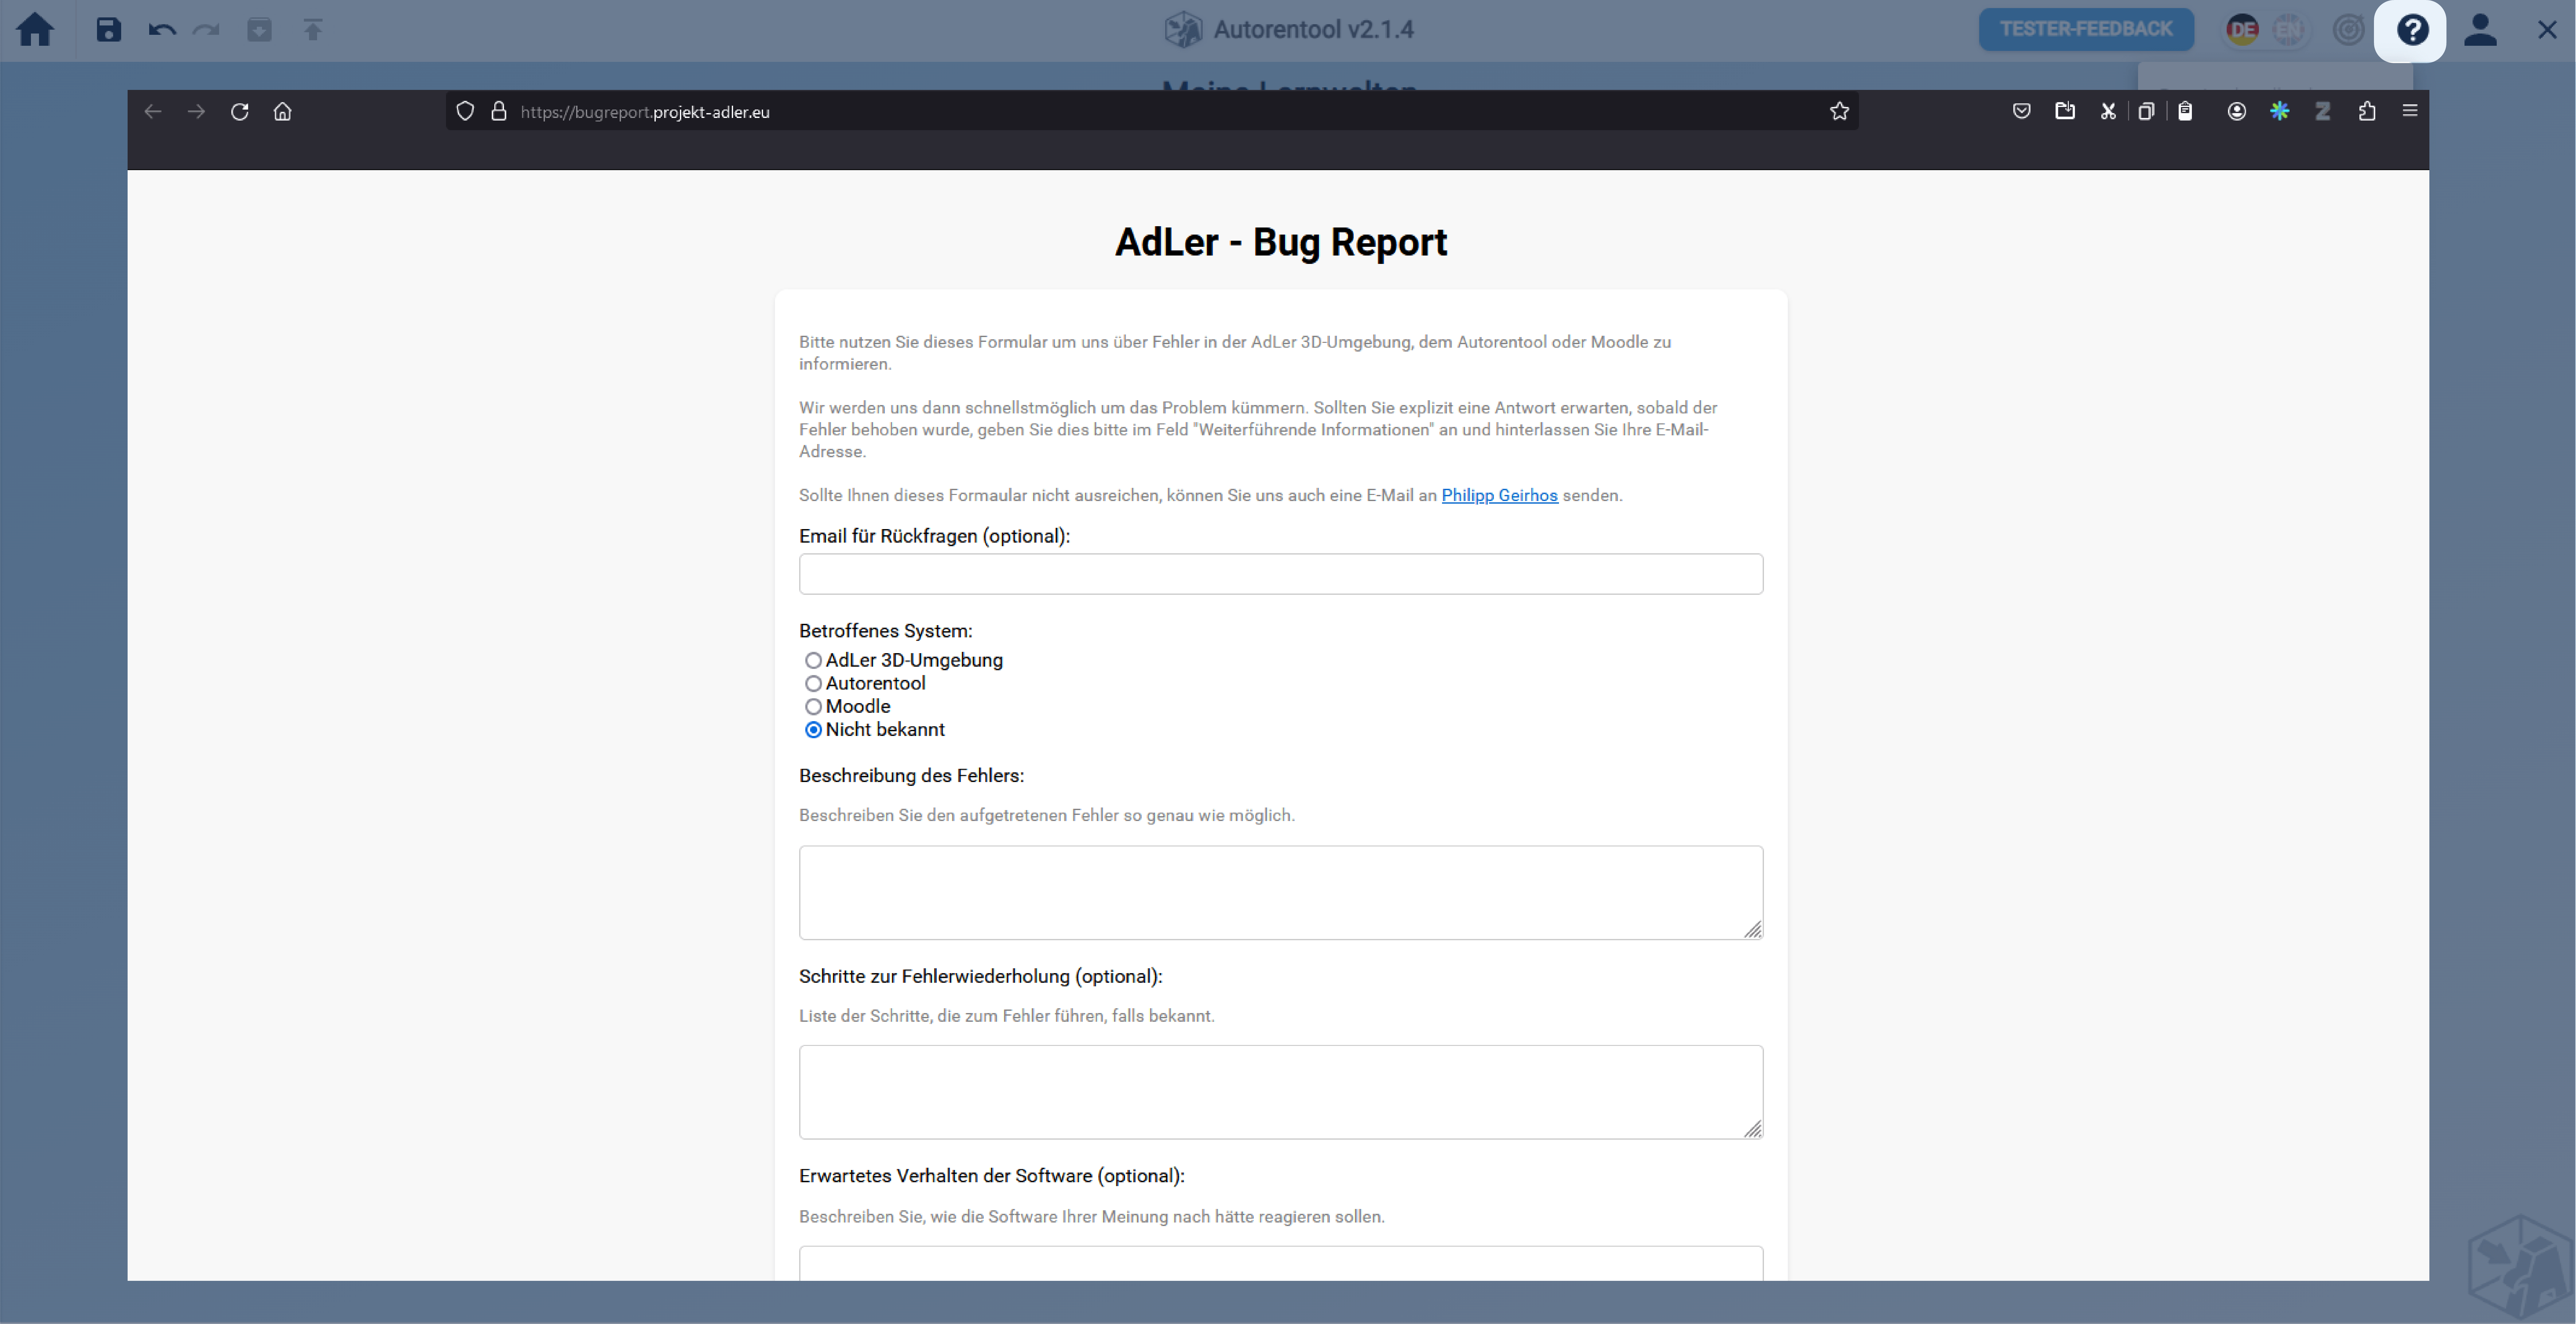 Autorentool v2.1.4
TESTER-FEEDBACK
DE
EN
Meine Lernwelten
https://bugreport.projekt-adler.eu
AdLer - Bug Report
Bitte nutzen Sie dieses Formular um uns über Fehler in der AdLer 3D-Umgebung, dem Autorentool oder Moodle zu
informieren.
Wir werden uns dann schnellstmöglich um das Problem kümmern. Sollten Sie explizit eine Antwort erwarten, sobald der
Fehler behoben wurde, geben Sie dies bitte im Feld "Weiterführende Informationen" an und hinterlassen Sie Ihre E-Mail-
Adresse.
Sollte Ihnen dieses Formaular nicht ausreichen, können Sie uns auch eine E-Mail an Philipp Geirhos senden.
Email für Rückfragen (optional):
Betroffenes System:
AdLer 3D-Umgebung
Autorentool
Moodle
Nicht bekannt
Beschreibung des Fehlers:
Beschreiben Sie den aufgetretenen Fehler so genau wie möglich.
Schritte zur Fehlerwiederholung (optional):
Liste der Schritte, die zum Fehler führen, falls bekannt.
Erwartetes Verhalten der Software (optional):
Beschreiben Sie, wie die Software Ihrer Meinung nach hätte reagieren sollen.